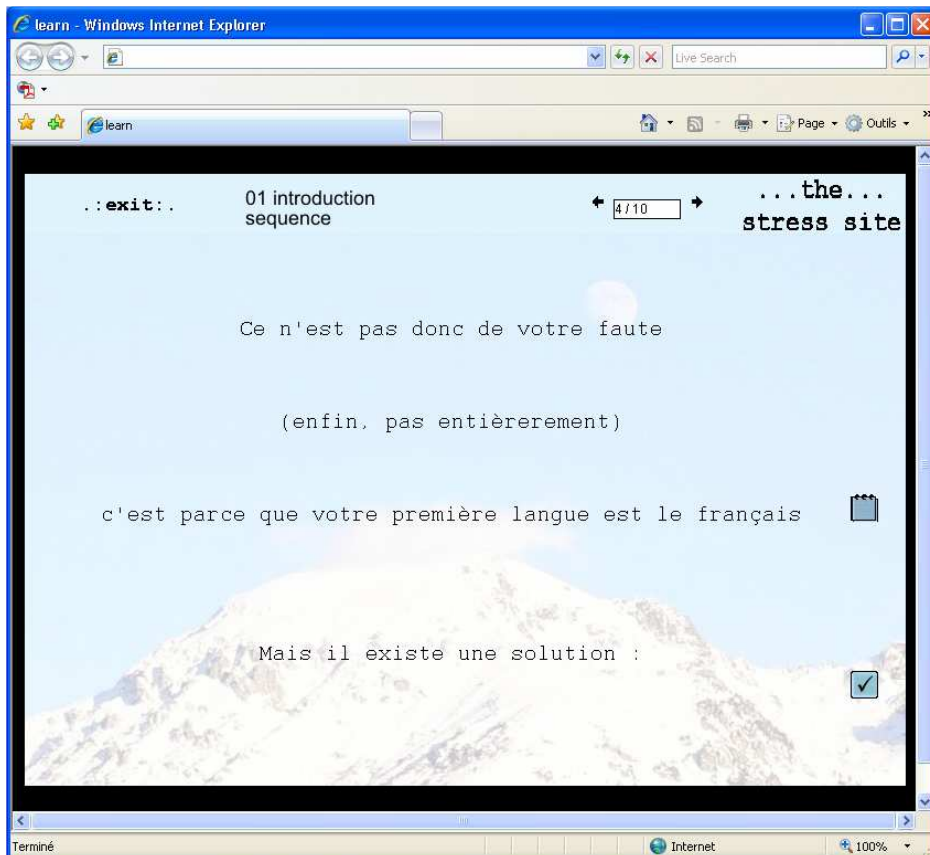 learn - Windows Internet Explorer
Live Search
learn
Page
Outils
»
.:exit:.
01 introduction
sequence
4/10
...the...
stress site
Ce n'est pas donc de votre faute
(enfin, pas entièrerement)
c'est parce que votre première langue est le français
Mais il existe une solution :
Terminé
Internet
100%